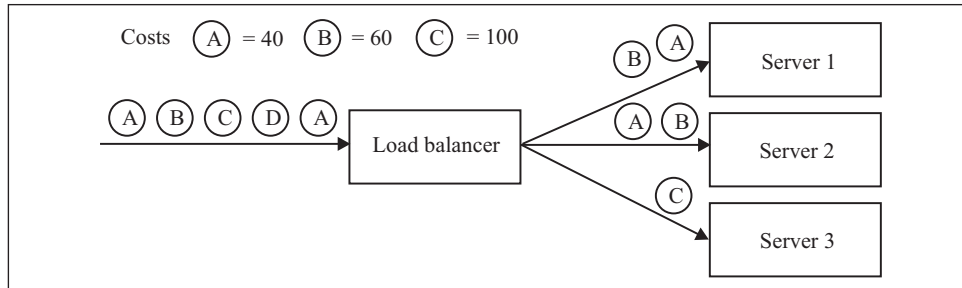 Costs A = 40 B = 60 C = 100
B A
Server 1
A B C D A
Load balancer
A B
Server 2
C
Server 3